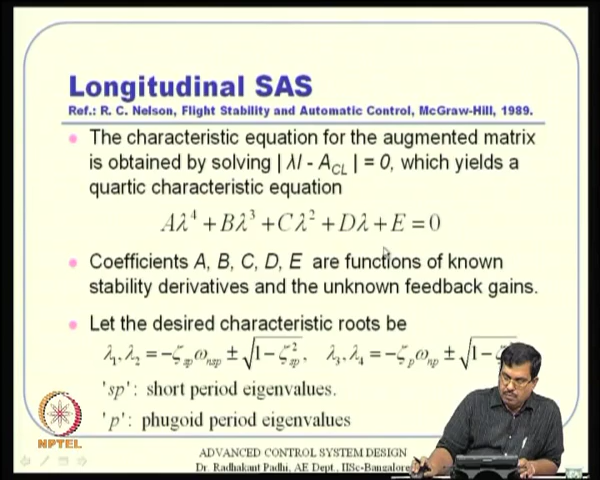 Longitudinal SAS
Ref.: R. C. Nelson, Flight Stability and Automatic Control, McGraw-Hill, 1989.
The characteristic equation for the augmented matrix
is obtained by solving | λI - A_CL | = 0, which yields a
quartic characteristic equation
Aλ⁴ + Bλ³ + Cλ² + Dλ + E = 0
Coefficients A, B, C, D, E are functions of known
stability derivatives and the unknown feedback gains.
Let the desired characteristic roots be
λ₁, λ₂ = -ζ_sp ω_nsp ± √(1-ζ_sp²), λ₃, λ₄ = -ζ_p ω_np ± √(1-ζ
'sp': short period eigenvalues.
'p': phugoid period eigenvalues
NPTEL
ADVANCED CONTROL SYSTEM DESIGN
Dr. Radhakant Padhi, AE Dept., IISc-Bangalore